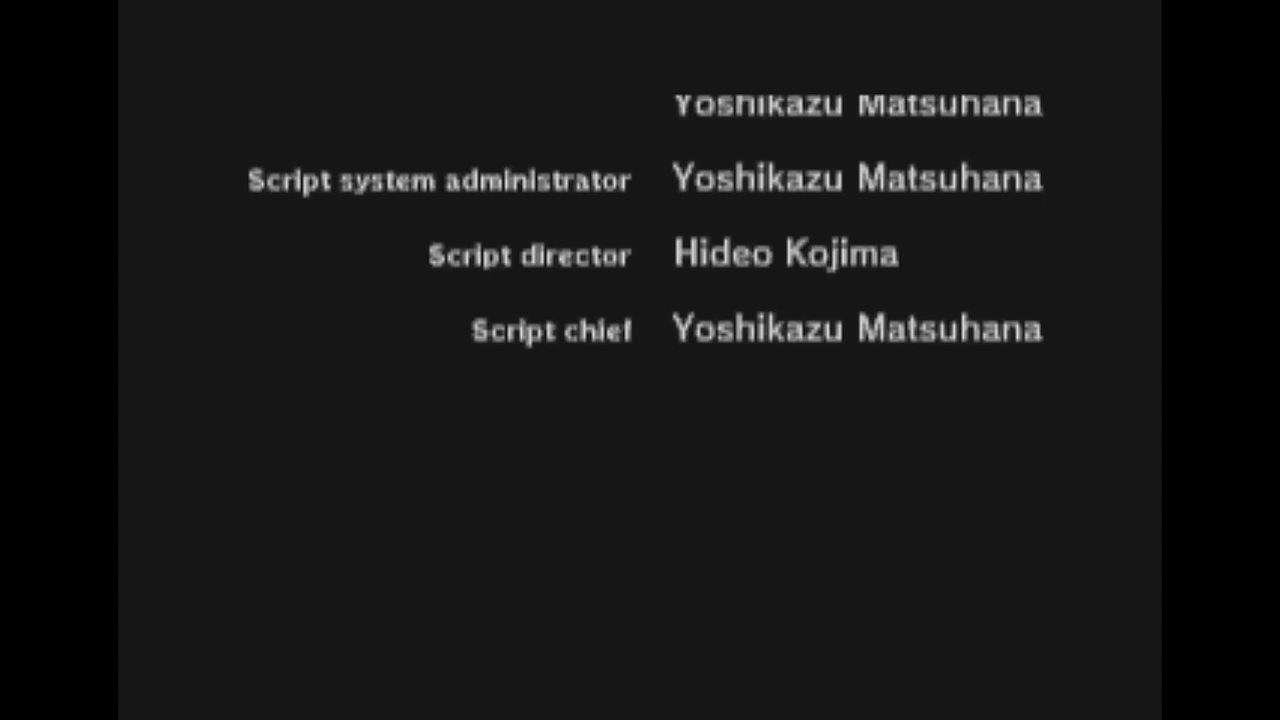 Yoshikazu Matsuhana
Script system administrator Yoshikazu Matsuhana
Script director Hideo Kojima
Script chief Yoshikazu Matsuhana